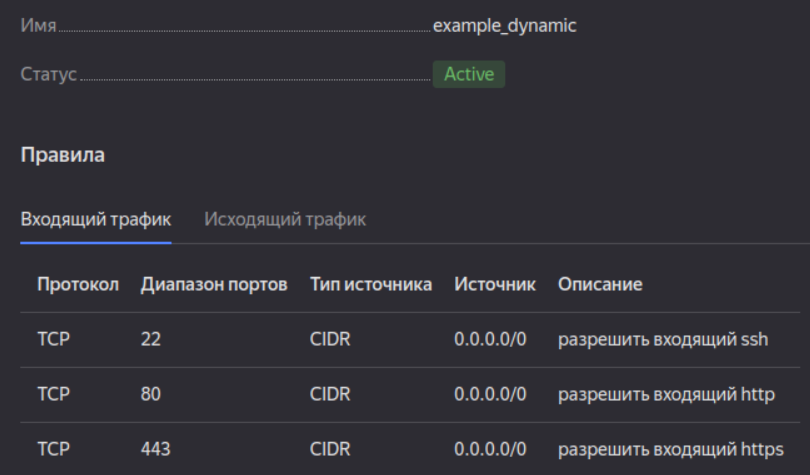 Имя example_dynamic
Статус Active
Правила
Входящий трафик Исходящий трафик
Протокол Диапазон портов Тип источника Источник Описание
TCP 22 CIDR 0.0.0.0/0 разрешить входящий ssh
TCP 80 CIDR 0.0.0.0/0 разрешить входящий http
TCP 443 CIDR 0.0.0.0/0 разрешить входящий https